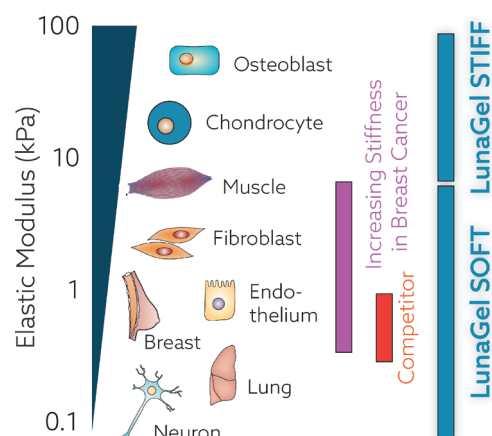 Elastic Modulus (kPa)
100
10
1
0.1
Osteoblast
Chondrocyte
Muscle
Fibroblast
Endo-
thelium
Breast
Lung
Neuron
Increasing Stiffness
in Breast Cancer
Competitor
LunaGel STIFF
LunaGel SOFT